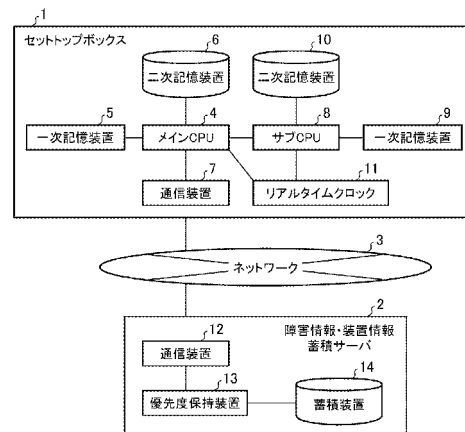 1
セットトップボックス
6
10
二次記憶装置
二次記憶装置
5
4
8
9
一次記憶装置
メインCPU
サブCPU
一次記憶装置
7
11
通信装置
リアルタイムクロック
3
ネットワーク
2
障害情報・装置情報
蓄積サーバ
12
通信装置
14
13
優先度保持装置
蓄積装置